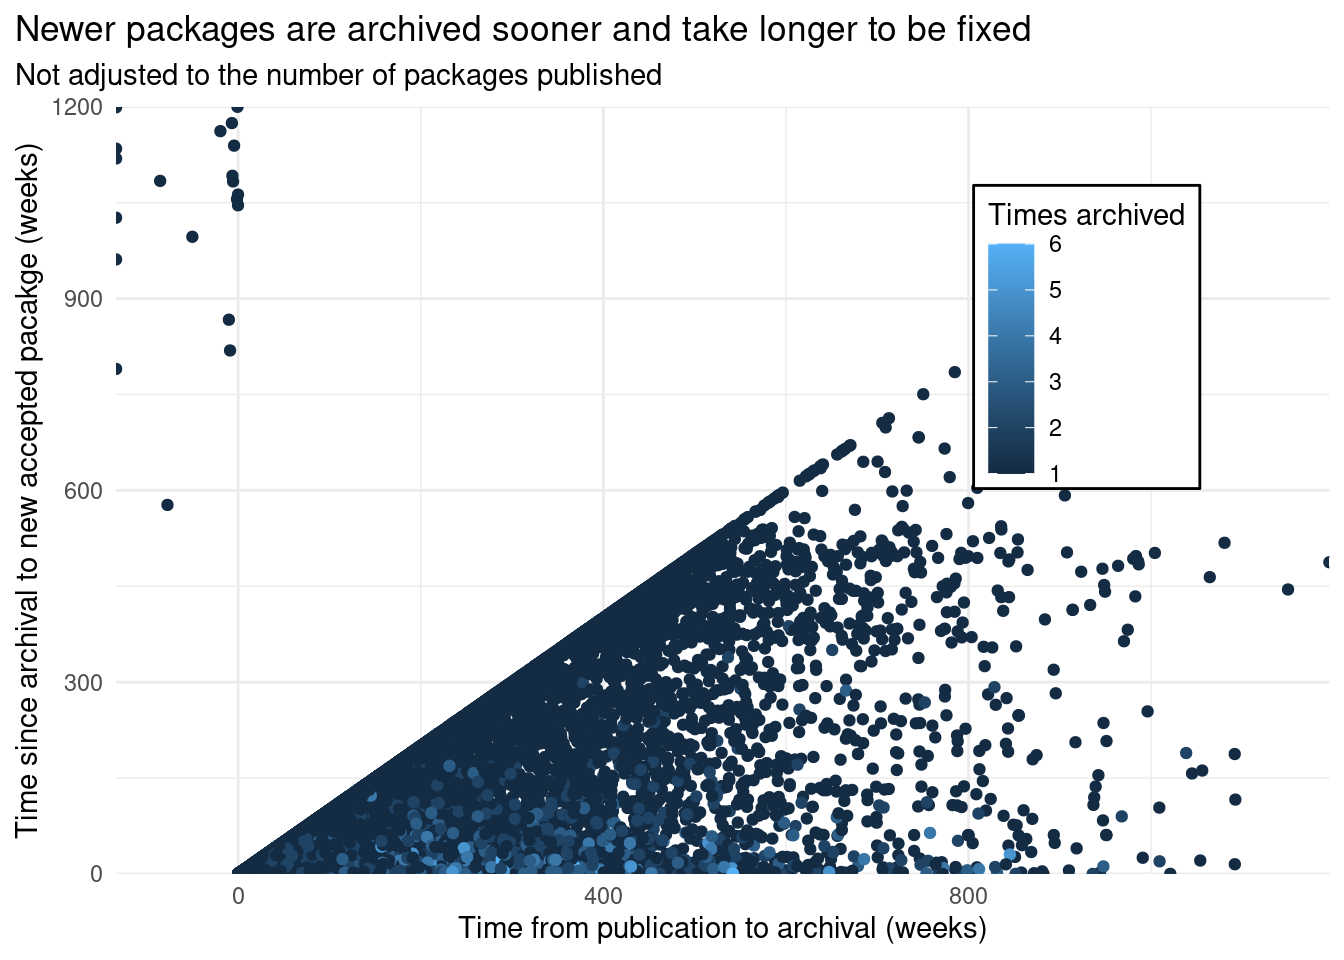 Newer packages are archived sooner and take longer to be fixed
Not adjusted to the number of packages published
Time since archival to new accepted pacakge (weeks)
1200
900
600
300
0
Times archived
6
5
4
3
2
1
0
400
800
Time from publication to archival (weeks)